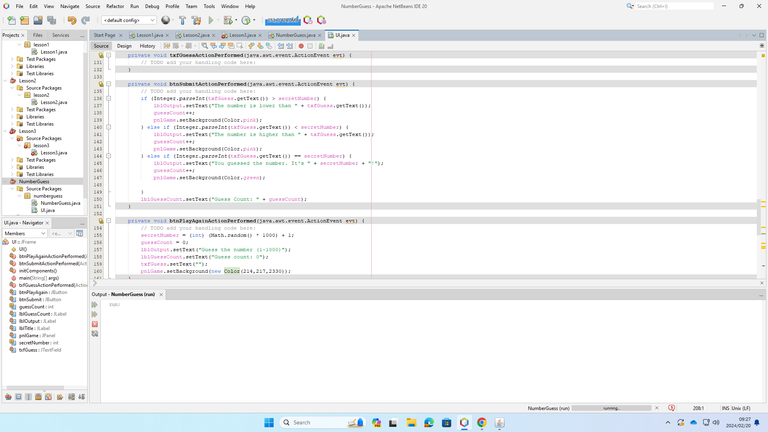 File Edit View Navigate Source Refactor Run Debug Profile Team Tools Window Help
NumberGuess - Apache NetBeans IDE 20
Search (Ctrl+I)
<default config>
Projects Files Services
Start Page Lesson1.java Lesson2.java Lesson3.java NumberGuess.java UI.java
Source Design History
lesson1
Lesson1.java
Test Packages
Libraries
Test Libraries
Lesson2
Source Packages
lesson2
Lesson2.java
Test Packages
Libraries
Test Libraries
Lesson3
Source Packages
lesson3
Lesson3.java
Test Packages
Libraries
Test Libraries
NumberGuess
Source Packages
numberguess
NumberGuess.java
UI.java
private void txfGuessActionPerformed(java.awt.event.ActionEvent evt) {
131 // TODO add your handling code here:
132 }
133
private void btnSubmitActionPerformed(java.awt.event.ActionEvent evt) {
135 // TODO add your handling code here:
136 if (Integer.parseInt(txfGuess.getText()) > secretNumber) {
137 lblOutput.setText("The number is lower than " + txfGuess.getText());
138 guessCount++;
139 pnlGame.setBackground(Color.pink);
140 } else if (Integer.parseInt(txfGuess.getText()) < secretNumber) {
141 lblOutput.setText("The number is higher than " + txfGuess.getText());
142 guessCount++;
143 pnlGame.setBackground(Color.pink);
144 } else if (Integer.parseInt(txfGuess.getText()) == secretNumber) {
145 lblOutput.setText("You guessed the number. It's " + secretNumber + "!");
146 guessCount++;
147 pnlGame.setBackground(Color.green);
148
149 }
150 lblGuessCount.setText("Guess Count: " + guessCount);
151 }
152
private void btnPlayAgainActionPerformed(java.awt.event.ActionEvent evt) {
154 // TODO add your handling code here:
155 secretNumber = (int) (Math.random() * 1000) + 1;
156 guessCount = 0;
157 lblOutput.setText("Guess the number (1-1000)");
158 lblGuessCount.setText("Guess count: 0");
159 txfGuess.setText("");
160 pnlGame.setBackground(new Color(214,217,2330));
UI.java - Navigator
Members
UI :: JFrame
UI()
btnPlayAgainActionPerformed(
btnSubmitActionPerformed(Act
initComponents()
main(String[] args)
txfGuessActionPerformed(Actio
btnPlayAgain : JButton
btnSubmit : JButton
guessCount : int
lblGuessCount : JLabel
lblOutput : JLabel
lblTitle : JLabel
pnlGame : JPanel
secretNumber : int
txfGuess : JTextField
Output - NumberGuess (run)
run:
NumberGuess (run) running... 208:1 INS Unix (LF)
Search
09:27
2024/02/20